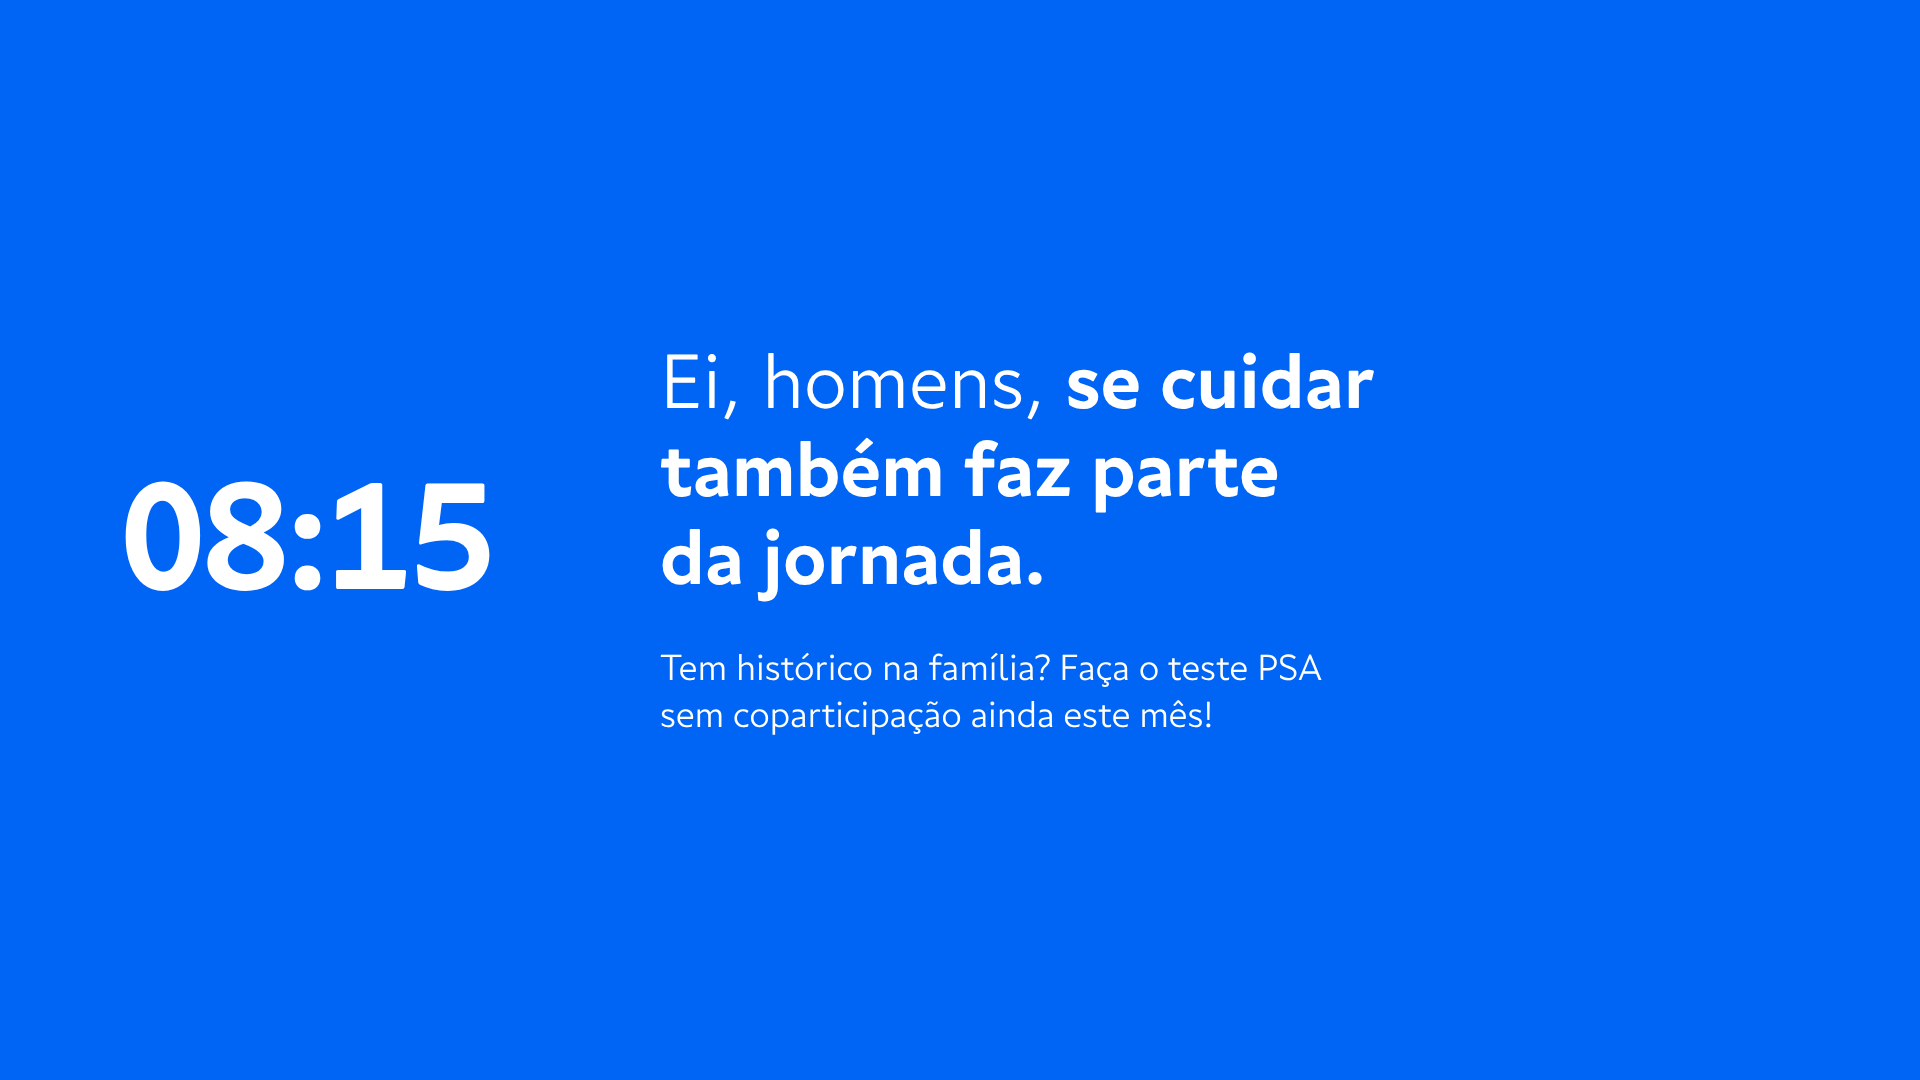 08:15
Ei, homens, se cuidar
também faz parte
da jornada.
Tem histórico na família? Faça o teste PSA
sem coparticipação ainda este mês!